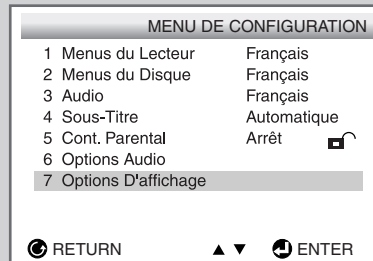 MENU DE CONFIGURATION
1 Menus du Lecteur Français
2 Menus du Disque Français
3 Audio Français
4 Sous-Titre Automatique
5 Cont. Parental Arrêt
6 Options Audio
7 Options D'affichage
RETURN ▲ ▼ ENTER